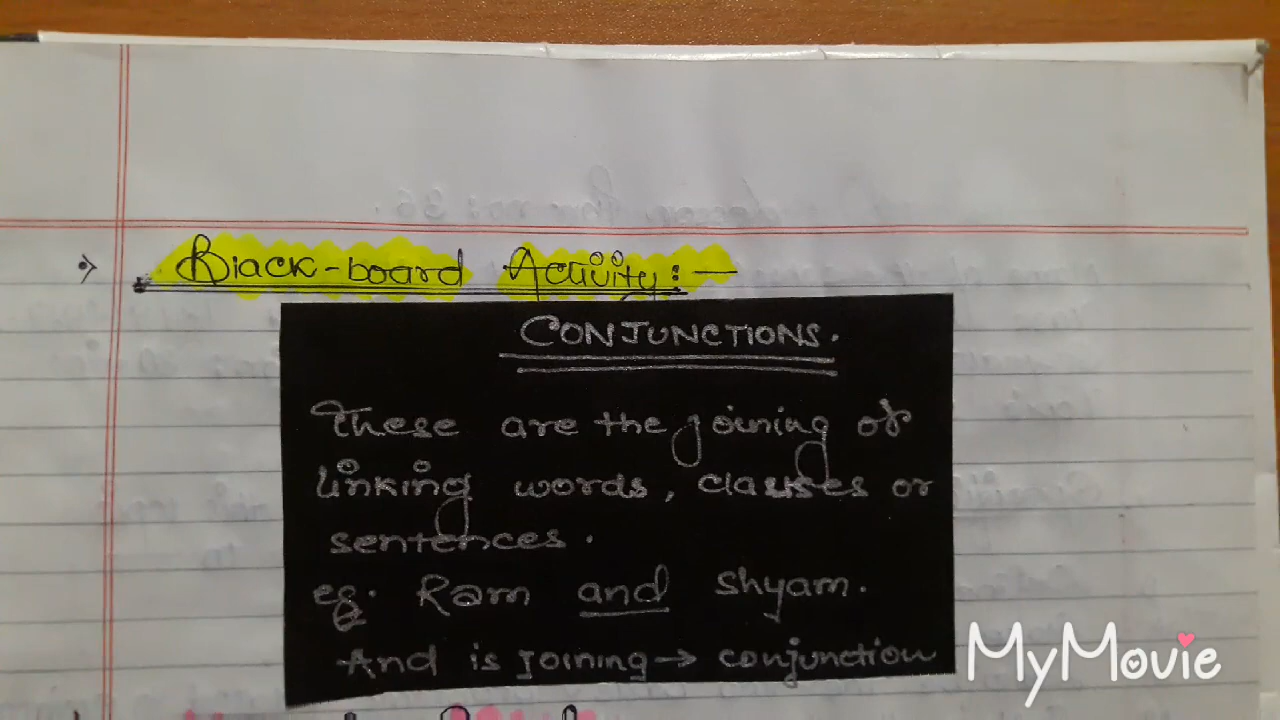 Black-board Activity:-
CONJUNCTIONS.
These are the joining of
linking words, classes or
sentences.
eg. Ram and Shyam.
And is joining → conjunction
MyMovie